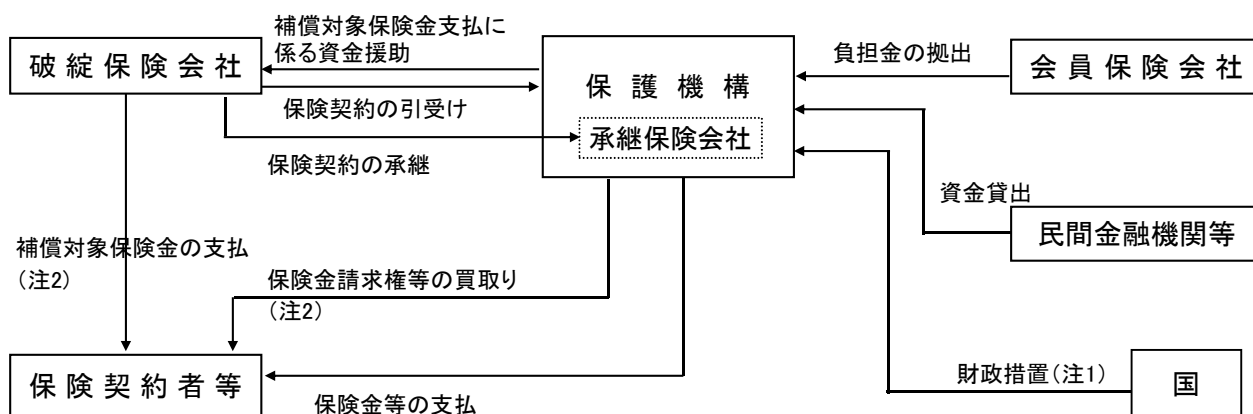 補償対象保険金支払に
係る資金援助
破綻保険会社
保険契約の引受け
保険契約の承継
保護機構
承継保険会社
負担金の拠出
会員保険会社
資金貸出
民間金融機関等
補償対象保険金の支払
(注2)
保険金請求権等の買取り
(注2)
財政措置(注1)
国
保険契約者等
保険金等の支払